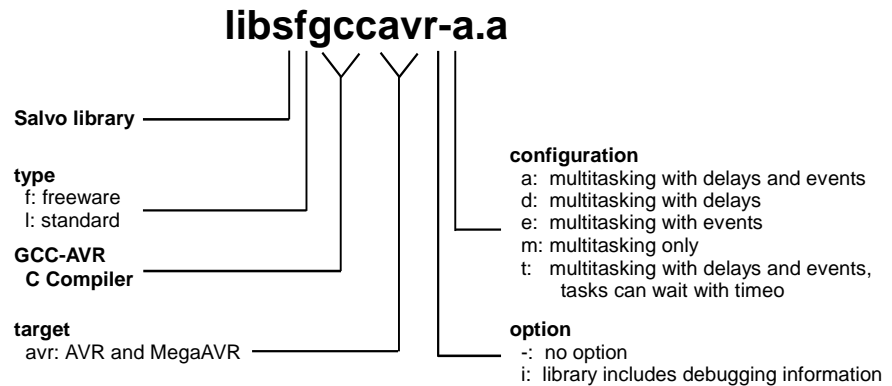 libsfgccavr-a.a
Salvo library
type
f: freeware
l: standard
GCC-AVR
C Compiler
target
avr: AVR and MegaAVR
configuration
a: multitasking with delays and events
d: multitasking with delays
e: multitasking with events
m: multitasking only
t: multitasking with delays and events,
tasks can wait with timeo
option
-: no option
i: library includes debugging information